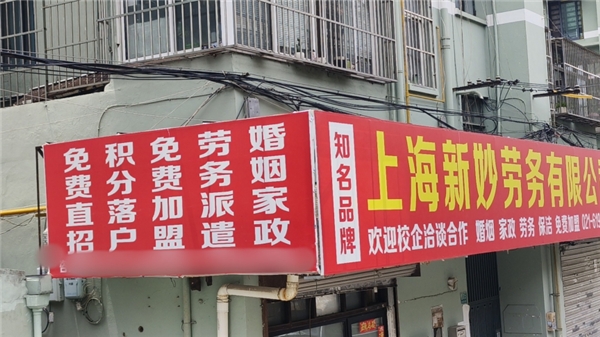 婚姻家政
劳务派遣
免费加盟
积分落户
免费直招
知名品牌
上海新妙劳务有限公
欢迎校企洽谈合作 婚姻 家政 劳务 保洁 免费加盟 021-619